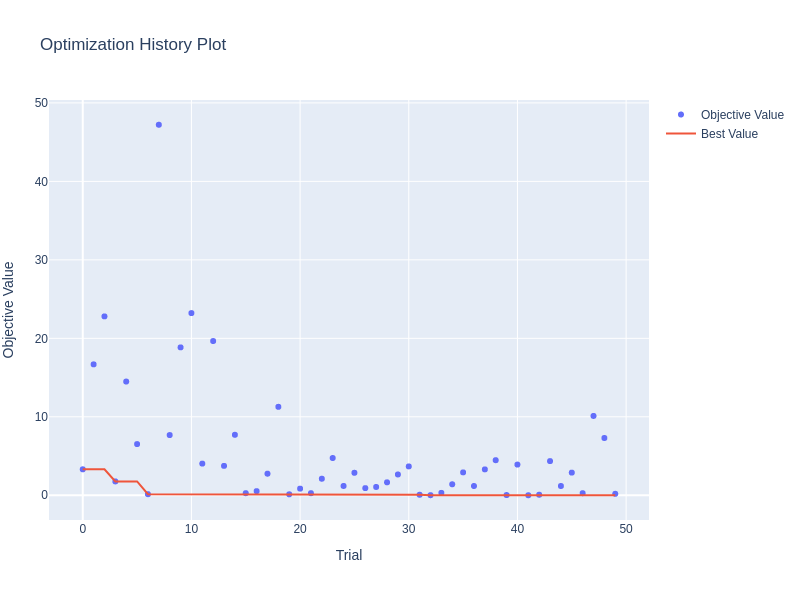 Optimization History Plot
Objective Value
Best Value
50
40
30
20
10
0
Objective Value
0 10 20 30 40 50
Trial